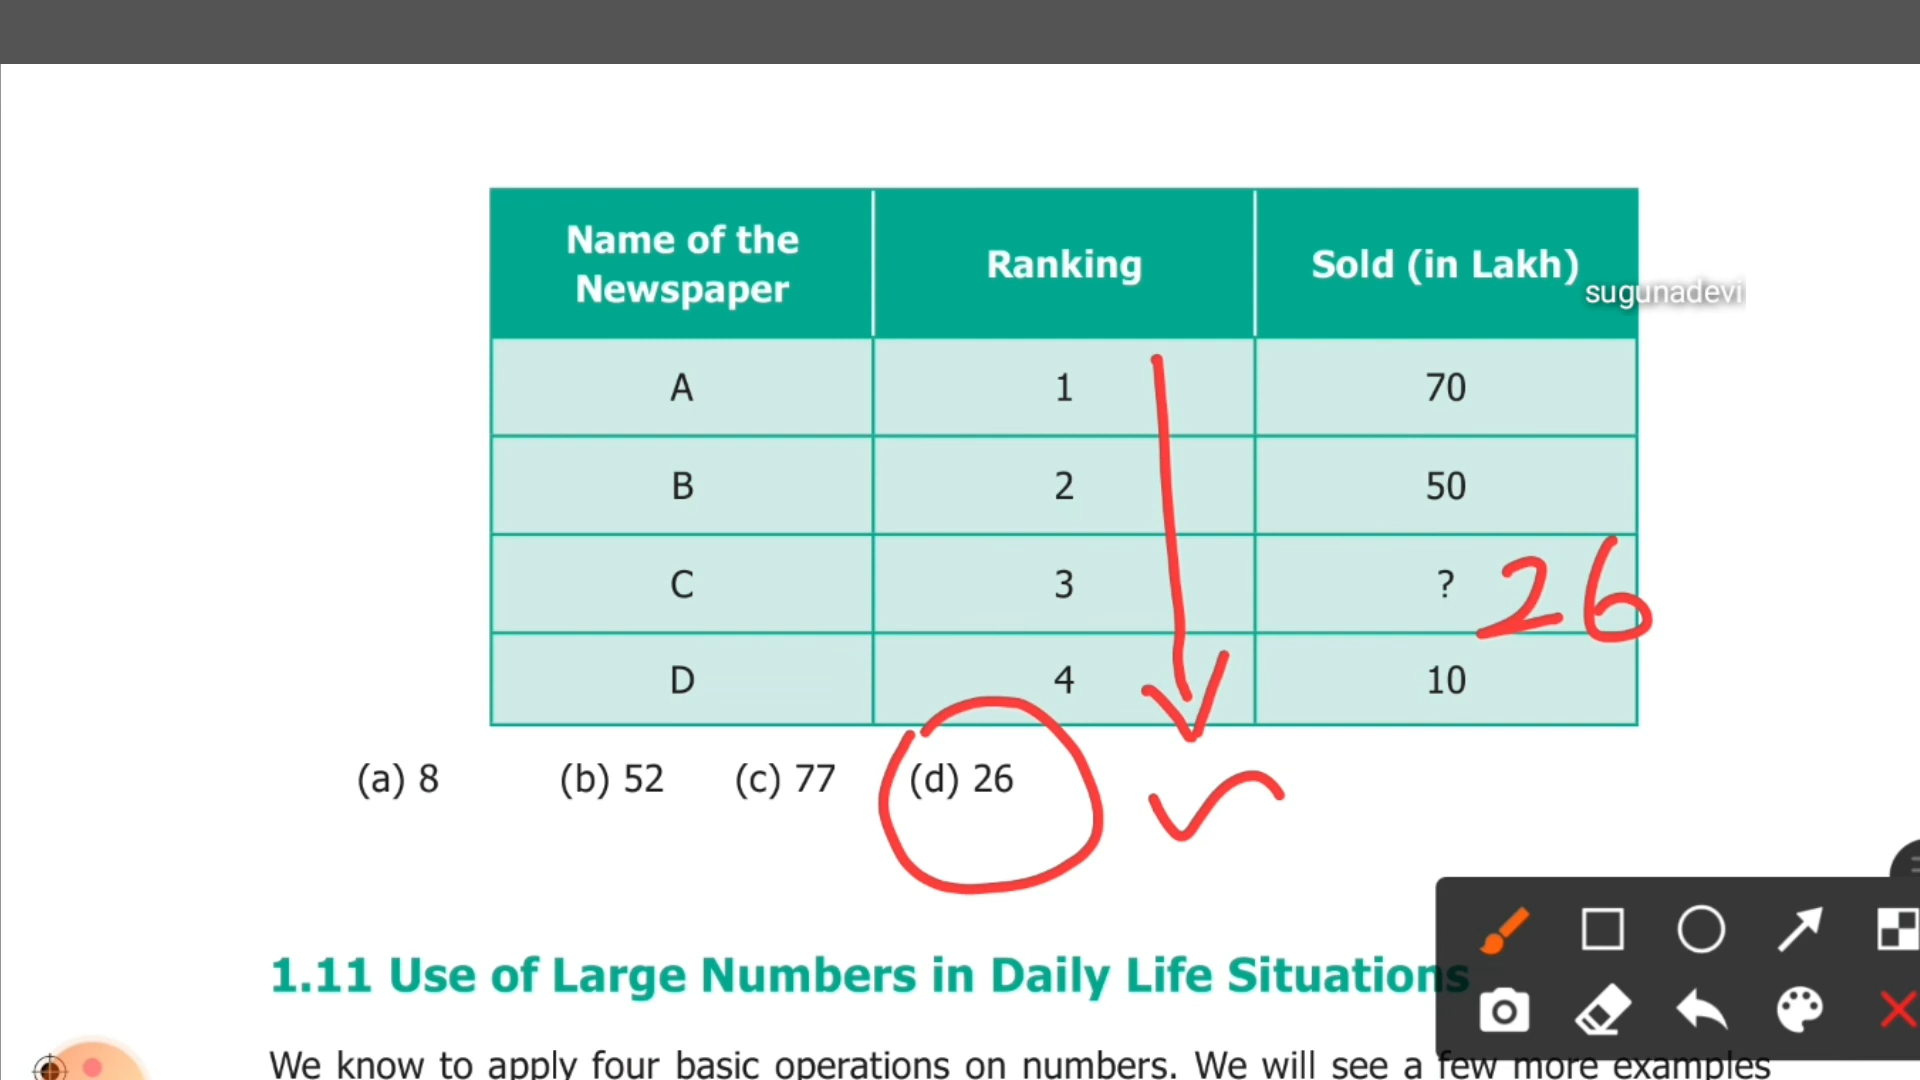 Name of the
Newspaper
Ranking
Sold (in Lakh)
sugunadevi
A 1 70
B 2 50
C 3 ? 26
D 4 10
(a) 8 (b) 52 (c) 77 (d) 26
1.11 Use of Large Numbers in Daily Life Situations
We know to apply four basic operations on numbers. We will see a few more examples